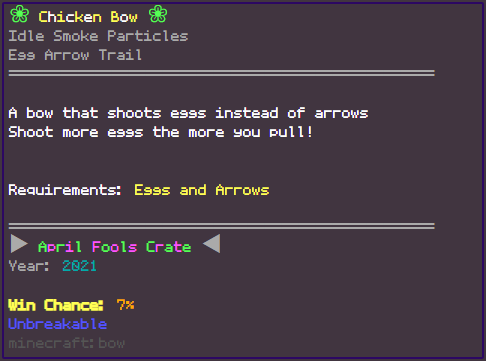 ❀ Chicken Bow ❀
Idle Smoke Particles
Egg Arrow Trail
A bow that shoots eggs instead of arrows
Shoot more eggs the more you pull!
Requirements: Eggs and Arrows
▶ April Fools Crate ◀
Year: 2021
Win Chance: 7%
Unbreakable
minecraft:bow